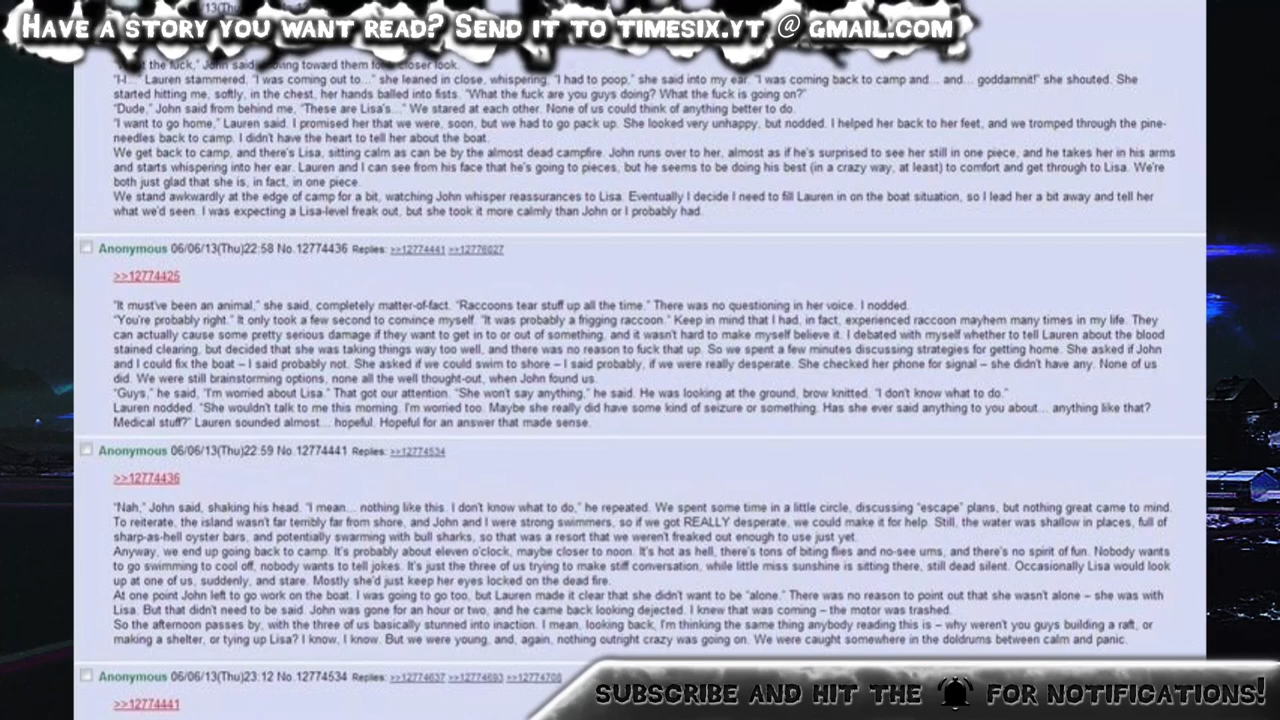 HAVE A STORY YOU WANT READ? SEND IT TO TIMESIX.YT @ GMAIL.COM
the fuck," John said, moving toward them for a closer look.
"I-I…" Lauren stammered. "I was coming out to…" she leaned in close, whispering. "I had to poop," she said into my ear. "I was coming back to camp and… and… goddamnit!" she shouted. She
started hitting me, softly, in the chest, her hands balled into fists. "What the fuck are you guys doing? What the fuck is going on?"
"Dude," John said from behind me, "These are Lisa's…" We stared at each other. None of us could think of anything better to do.
"I want to go home," Lauren said. I promised her that we were, soon, but we had to go pack up. She looked very unhappy, but nodded. I helped her back to her feet, and we tromped through the pine-
needles back to camp. I didn't have the heart to tell her about the boat.
We get back to camp, and there's Lisa, sitting calm as can be by the almost dead campfire. John runs over to her, almost as if he's surprised to see her still in one piece, and he takes her in his arms
and starts whispering into her ear. Lauren and I can see from his face that he's going to pieces, but he seems to be doing his best (in a crazy way, at least) to comfort and get through to Lisa. We're
both just glad that she is, in fact, in one piece.
We stand awkwardly at the edge of camp for a bit, watching John whisper reassurances to Lisa. Eventually I decide I need to fill Lauren in on the boat situation, so I lead her a bit away and tell her
what we'd seen. I was expecting a Lisa-level freak out, but she took it more calmly than John or I probably had.
Anonymous 06/06/13(Thu)22:58 No.12774436 Replies: >>12774441 >>12776027
>>12774425
"It must've been an animal," she said, completely matter-of-fact. "Raccoons tear stuff up all the time." There was no questioning in her voice. I nodded.
"You're probably right." It only took a few second to convince myself. "It was probably a frigging raccoon." Keep in mind that I had, in fact, experienced raccoon mayhem many times in my life. They
can actually cause some pretty serious damage if they want to get in to or out of something, and it wasn't hard to make myself believe it. I debated with myself whether to tell Lauren about the blood
stained clearing, but decided that she was taking things way too well, and there was no reason to fuck that up. So we spent a few minutes discussing strategies for getting home. She asked if John
and I could fix the boat – I said probably not. She asked if we could swim to shore – I said probably, if we were really desperate. She checked her phone for signal – she didn't have any. None of us
did. We were still brainstorming options, none all the well thought-out, when John found us.
"Guys," he said, "I'm worried about Lisa." That got our attention. "She won't say anything," he said. He was looking at the ground, brow knitted. "I don't know what to do."
Lauren nodded. "She wouldn't talk to me this morning. I'm worried too. Maybe she really did have some kind of seizure or something. Has she ever said anything to you about… anything like that?
Medical stuff?" Lauren sounded almost… hopeful. Hopeful for an answer that made sense.
Anonymous 06/06/13(Thu)22:59 No.12774441 Replies: >>12774534
>>12774436
"Nah," John said, shaking his head. "I mean… nothing like this. I don't know what to do," he repeated. We spent some time in a little circle, discussing "escape" plans, but nothing great came to mind.
To reiterate, the island wasn't far terribly far from shore, and John and I were strong swimmers, so if we got REALLY desperate, we could make it for help. Still, the water was shallow in places, full of
sharp-as-hell oyster bars, and potentially swarming with bull sharks, so that was a resort that we weren't freaked out enough to use just yet.
Anyway, we end up going back to camp. It's probably about eleven o'clock, maybe closer to noon. It's hot as hell, there's tons of biting flies and no-see ums, and there's no spirit of fun. Nobody wants
to go swimming to cool off, nobody wants to tell jokes. It's just the three of us trying to make stiff conversation, while little miss sunshine is sitting there, still dead silent. Occasionally Lisa would look
up at one of us, suddenly, and stare. Mostly she'd just keep her eyes locked on the dead fire.
At one point John left to go work on the boat. I was going to go too, but Lauren made it clear that she didn't want to be "alone." There was no reason to point out that she wasn't alone – she was with
Lisa. But that didn't need to be said. John was gone for an hour or two, and he came back looking dejected. I knew that was coming – the motor was trashed.
So the afternoon passes by, with the three of us basically stunned into inaction. I mean, looking back, I'm thinking the same thing anybody reading this is – why weren't you guys building a raft, or
making a shelter, or tying up Lisa? I know, I know. But we were young, and, again, nothing outright crazy was going on. We were caught somewhere in the doldrums between calm and panic.
Anonymous 06/06/13(Thu)23:12 No.12774534 Replies: >>12774637 >>12774693 >>12774708
>>12774441
SUBSCRIBE AND HIT THE FOR NOTIFICATIONS!